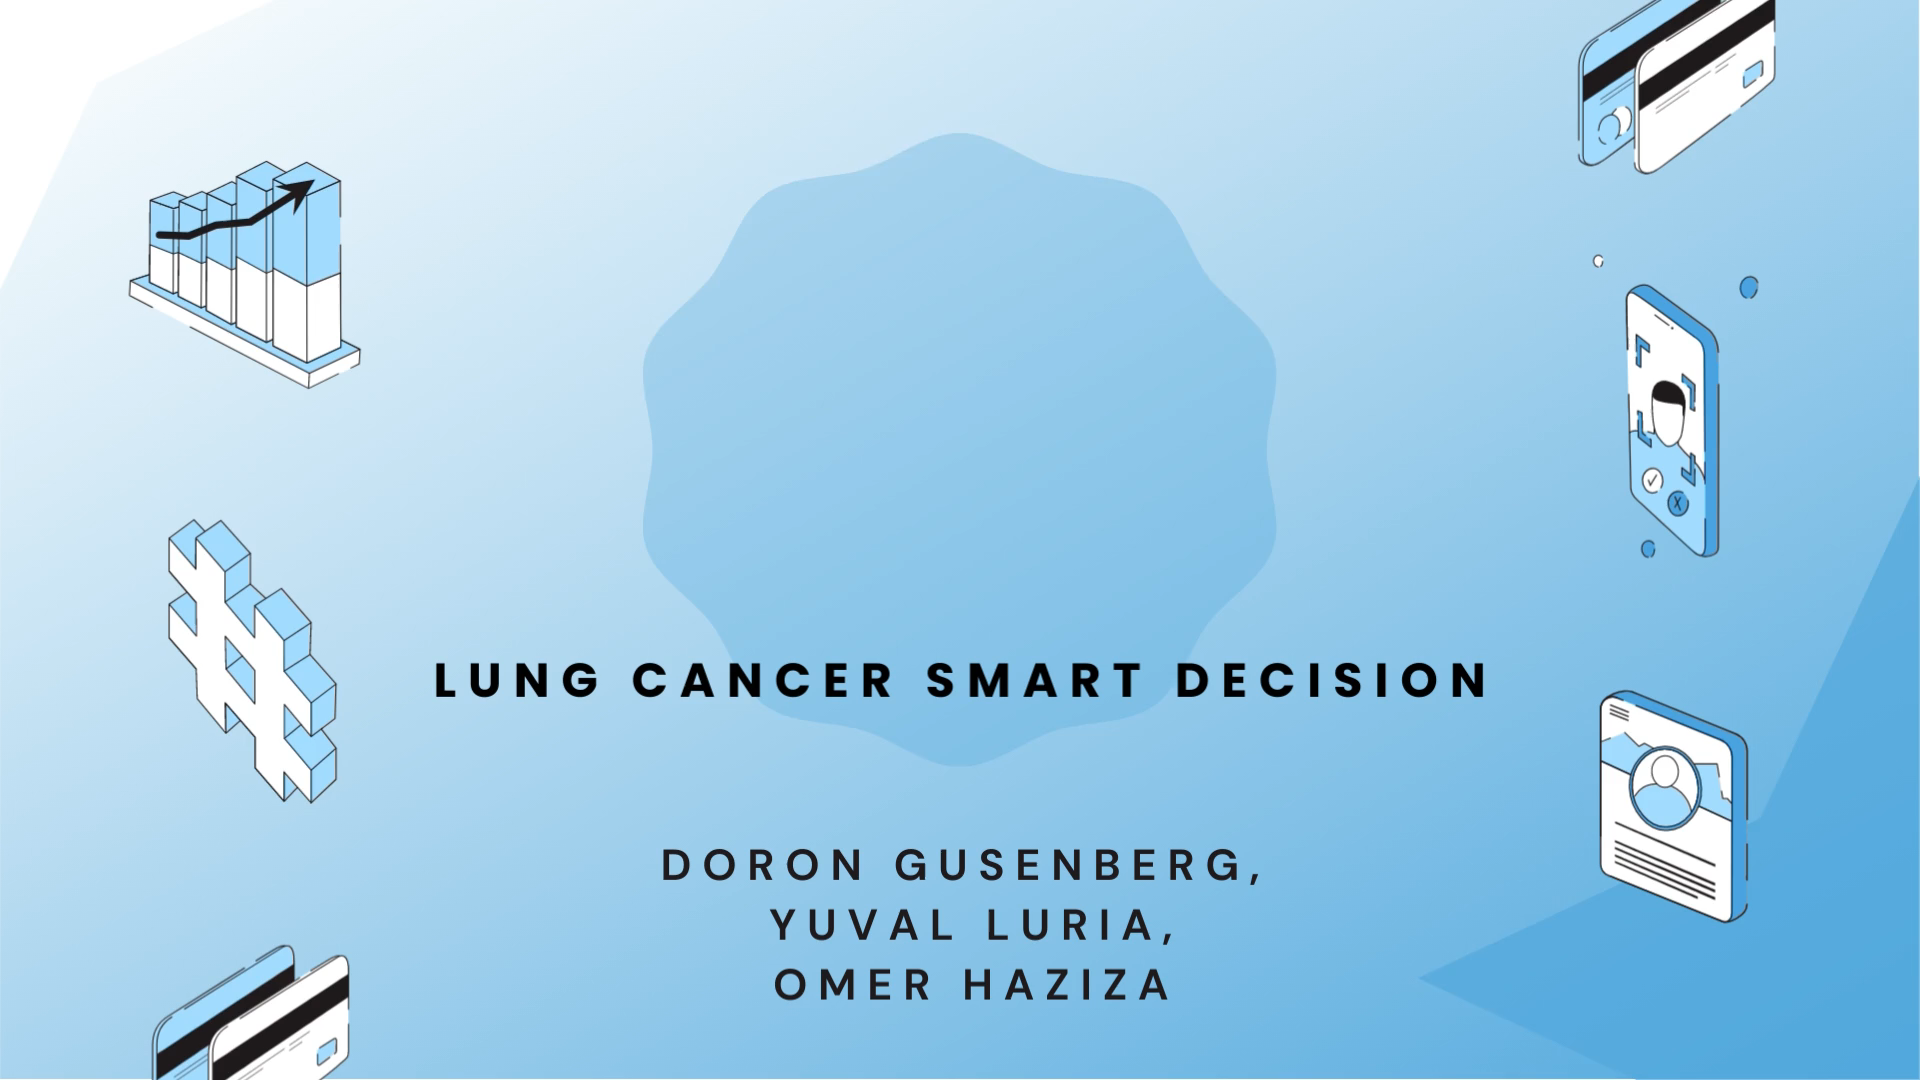 LUNG CANCER SMART DECISION
DORON GUSENBERG,
YUVAL LURIA,
OMER HAZIZA